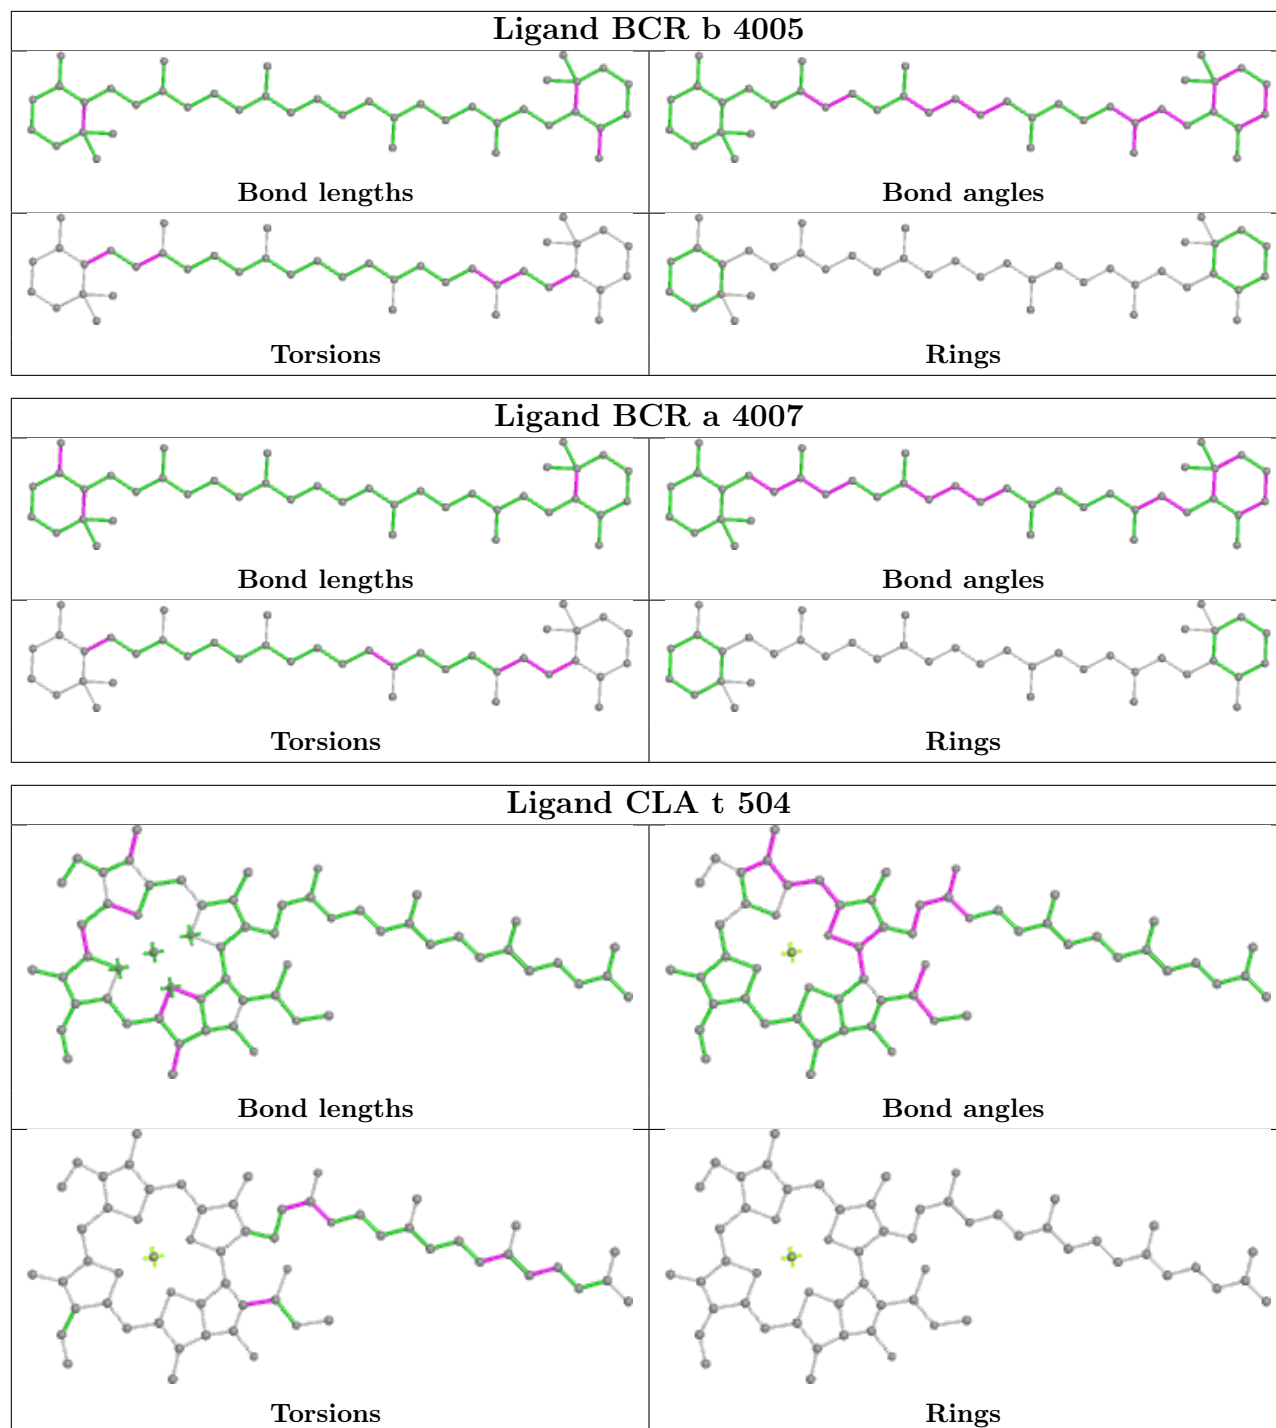 Ligand BCR b 4005
Bond lengths
Bond angles
Torsions
Rings
Ligand BCR a 4007
Bond lengths
Bond angles
Torsions
Rings
Ligand CLA t 504
Bond lengths
Bond angles
Torsions
Rings